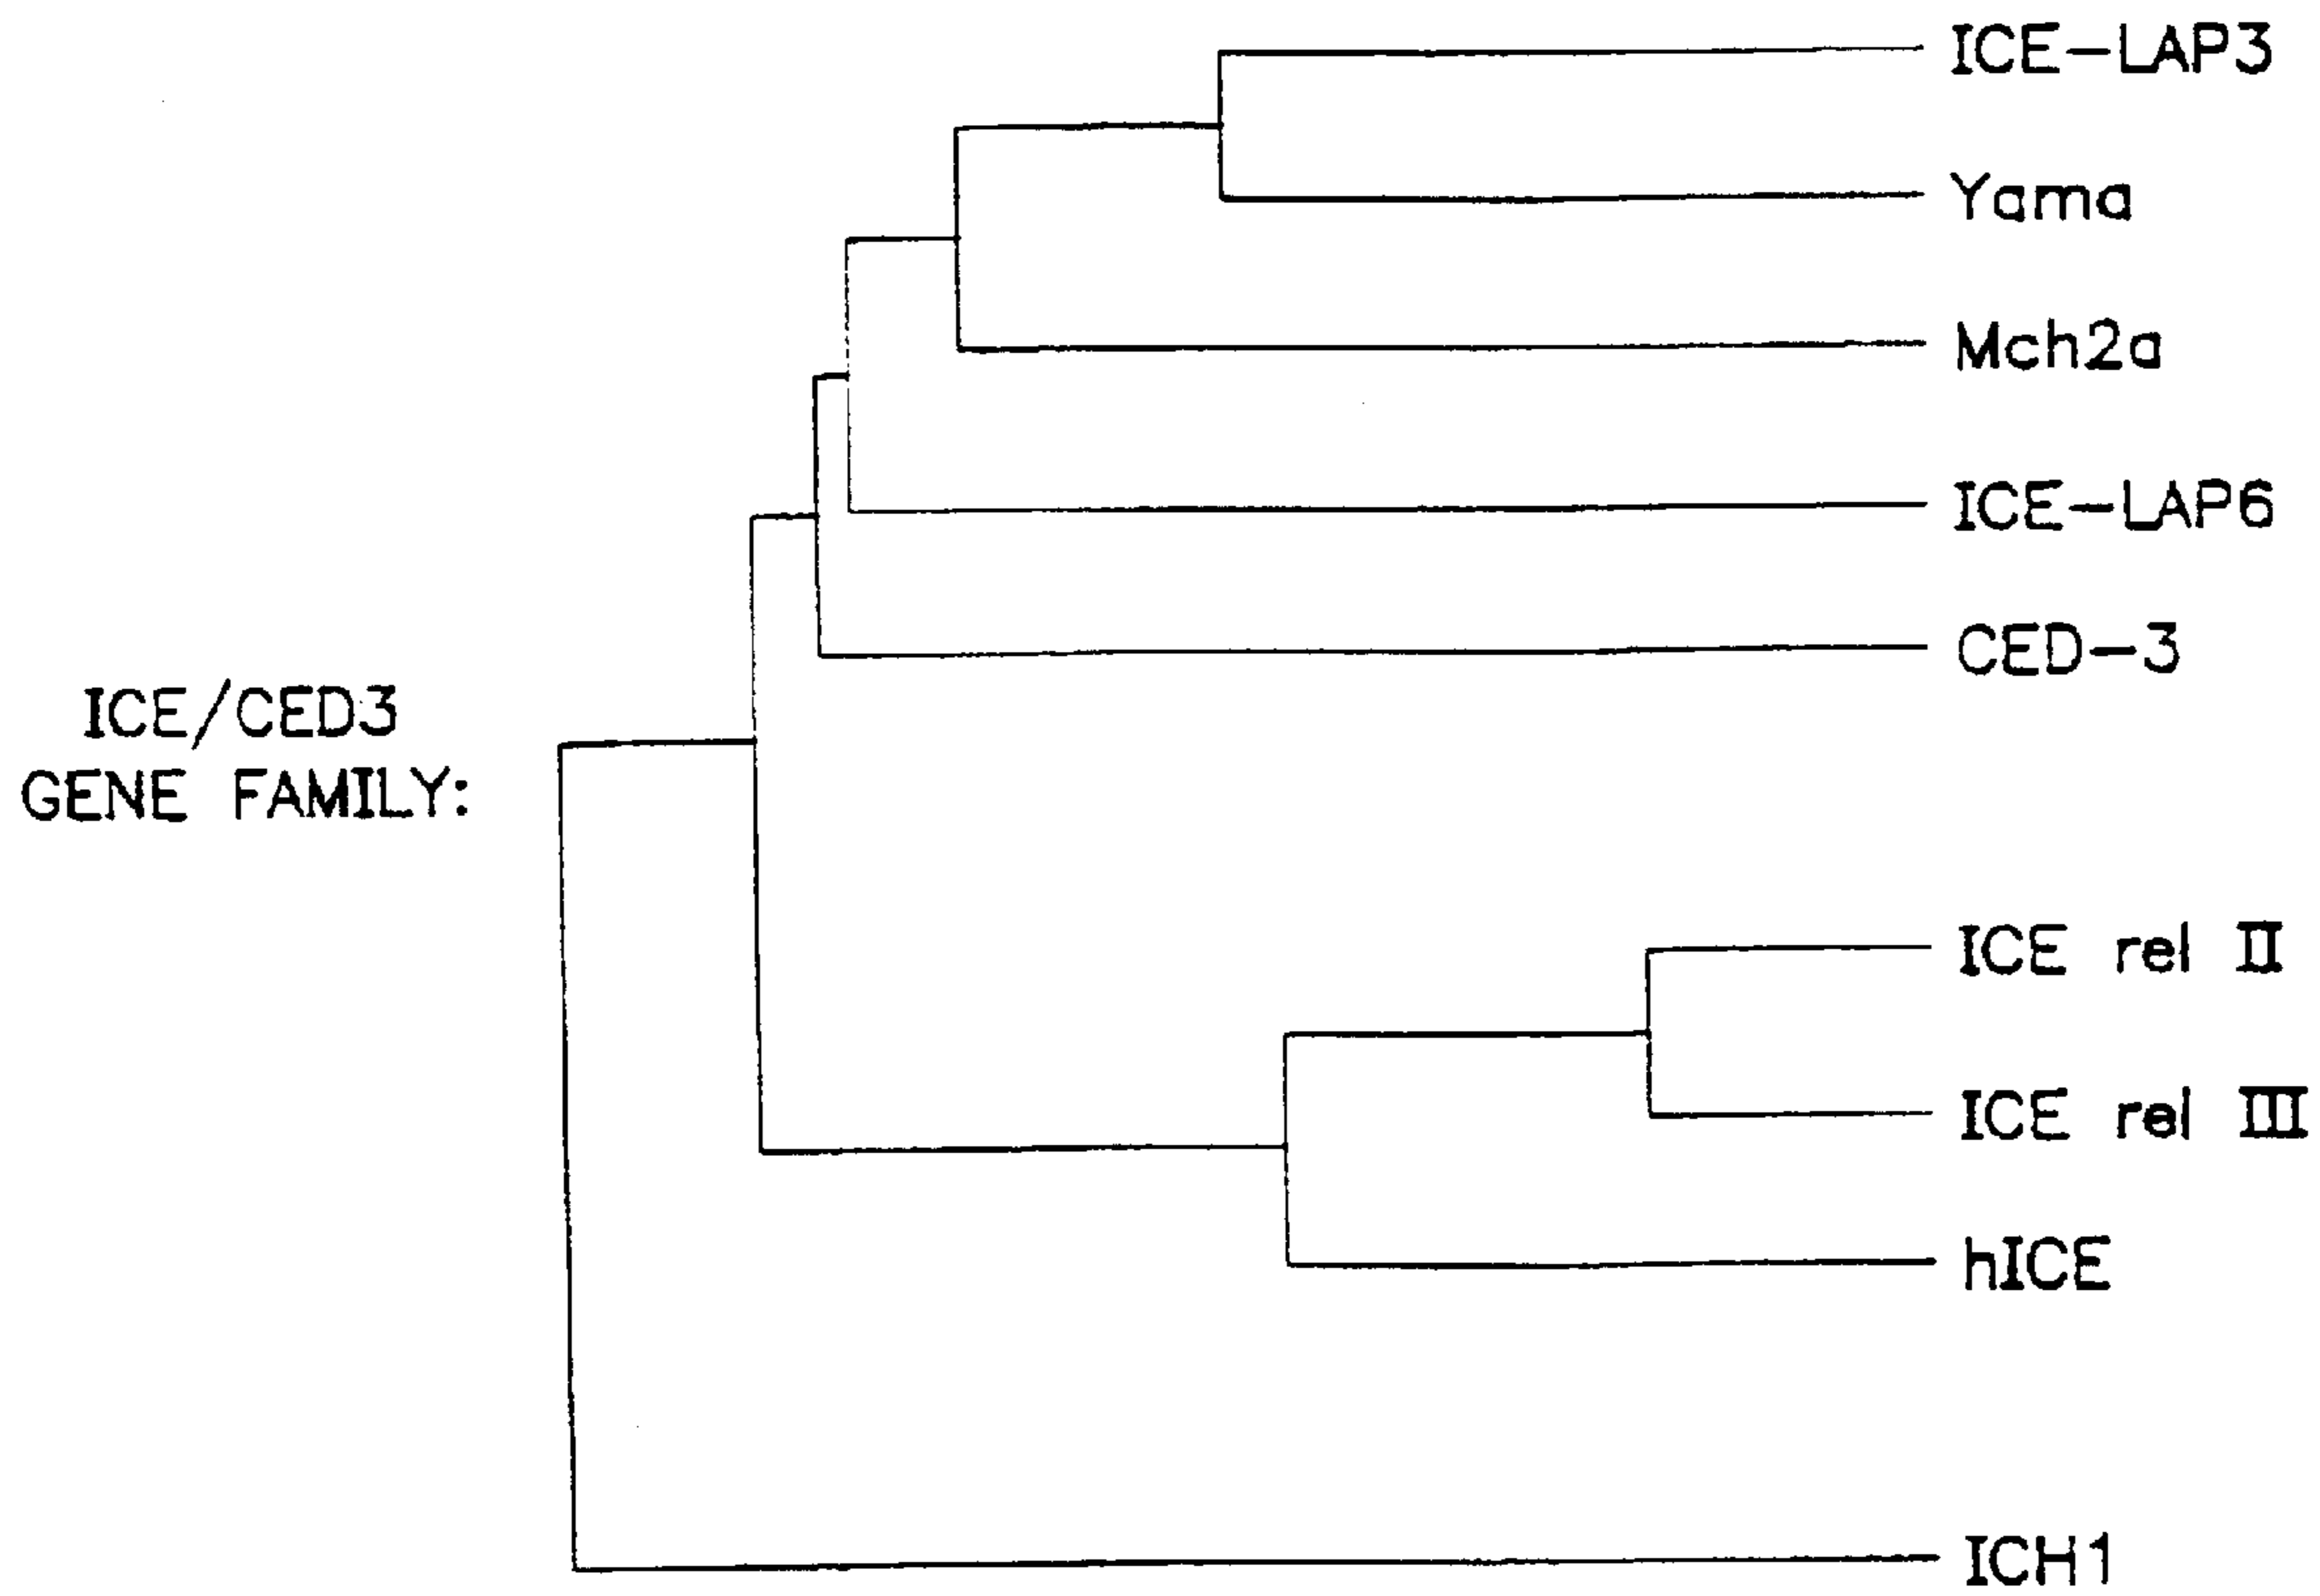 ICE-LAP3
Yama
Mch2a
ICE-LAP6
CED-3
ICE/CED3
GENE FAMILY:
ICE rel II
ICE rel III
hICE
ICH1